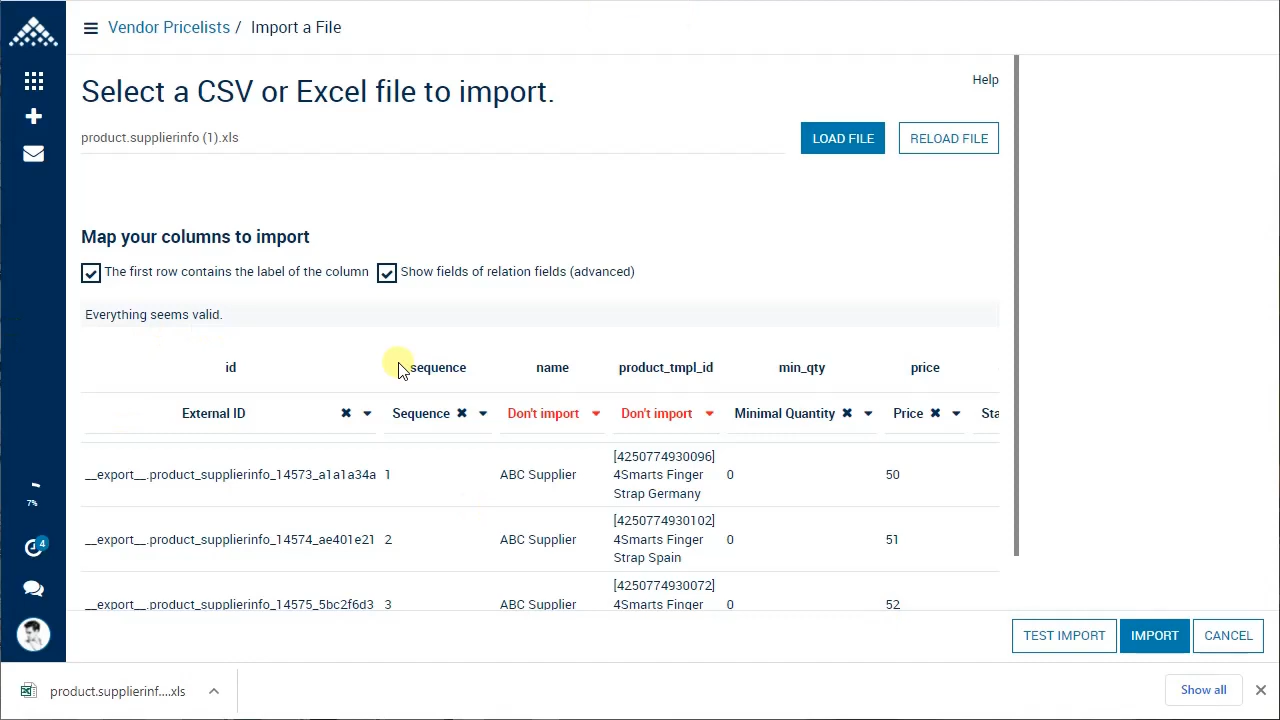 Vendor Pricelists / Import a File
Select a CSV or Excel file to import.
Help
product.supplierinfo (1).xls
LOAD FILE
RELOAD FILE
Map your columns to import
The first row contains the label of the column
Show fields of relation fields (advanced)
Everything seems valid.
id sequence name product_tmpl_id min_qty price
External ID Sequence Don't import Don't import Minimal Quantity Price Sta
[4250774930096]
__export__.product_supplierinfo_14573_a1a1a34a 1 ABC Supplier 4Smarts Finger 0 50
Strap Germany
[4250774930102]
__export__.product_supplierinfo_14574_ae401e21 2 ABC Supplier 4Smarts Finger 0 51
Strap Spain
[4250774930072]
__export__.product_supplierinfo_14575_5bc2f6d3 3 ABC Supplier 4Smarts Finger 0 52
7%
4
TEST IMPORT
IMPORT
CANCEL
product.supplierinf....xls
Show all